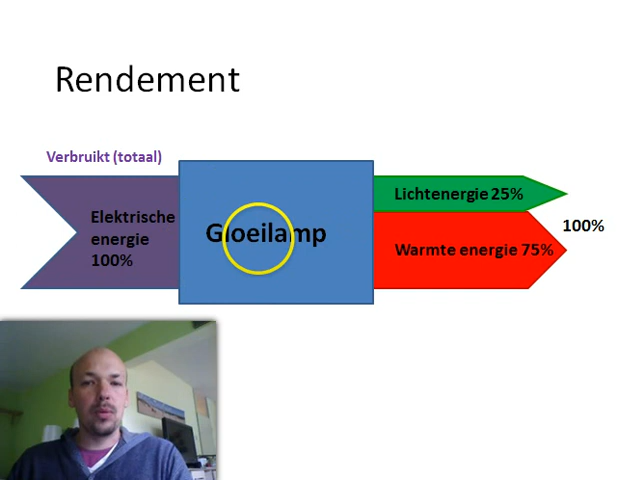 Rendement
Verbruikt (totaal)
Elektrische
energie
100%
Gloeilamp
Lichtenergie 25%
Warmte energie 75%
100%